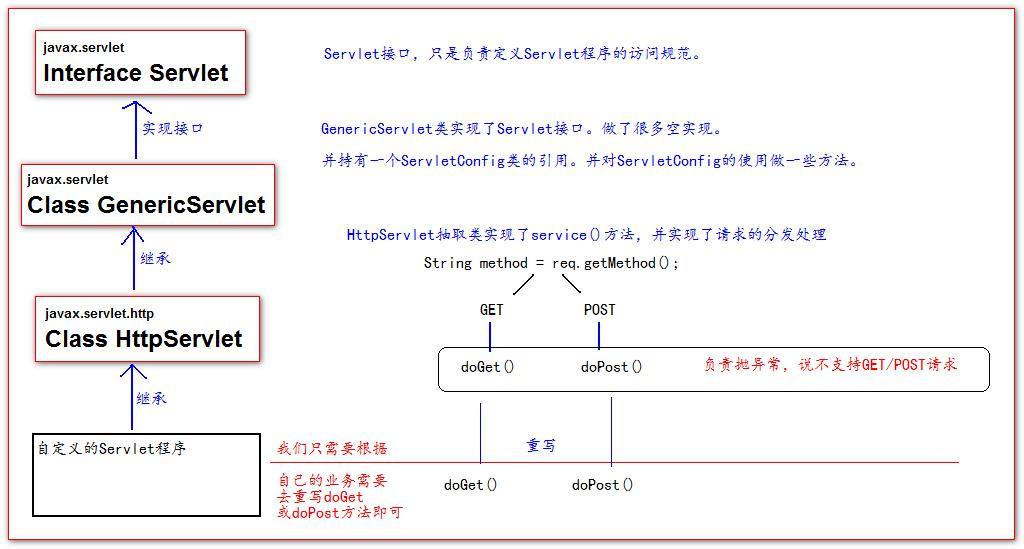 javax.servlet
Interface Servlet
Servlet接口，只是负责定义Servlet程序的访问规范。
实现接口
GenericServlet类实现了Servlet接口。做了很多空实现。
并持有一个ServletConfig类的引用。并对ServletConfig的使用做一些方法。
javax.servlet
Class GenericServlet
继承
HttpServlet抽取类实现了service()方法，并实现了请求的分发处理
String method = req.getMethod();
GET
POST
javax.servlet.http
Class HttpServlet
doGet()
doPost()
负责抛异常，说不支持GET/POST请求
继承
自定义的Servlet程序
我们只需要根据
重写
自己的业务需要
去重写doGet
或doPost方法即可
doGet()
doPost()